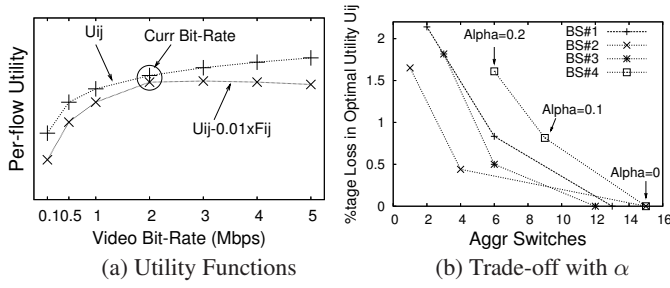 Per-flow Utility
Uij
Curr Bit-Rate
Uij-0.01xFij
0.1 0.5 1 2 3 4 5
Video Bit-Rate (Mbps)
(a) Utility Functions
%tage Loss in Optimal Utility Uij
2
1.5
1
0.5
0
Alpha=0.2
Alpha=0.1
Alpha=0
BS#1
BS#2
BS#3
BS#4
0 2 4 6 8 10 12 14 16
Aggr Switches
(b) Trade-off with α